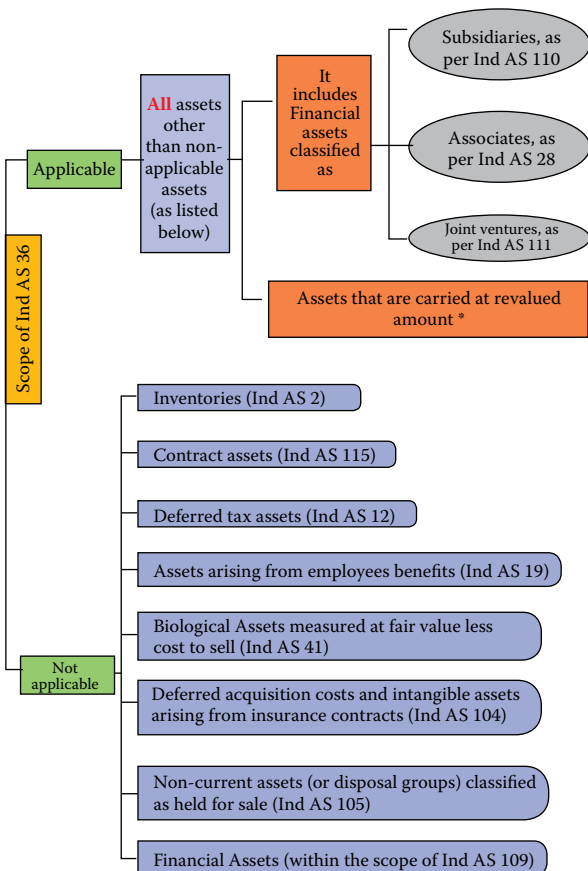 Scope of Ind AS 36
Applicable
All assets
other than
non-
applicable
assets
(as listed
below)
It
includes
Financial
assets
classified
as
Subsidiaries, as
per Ind AS 110
Associates, as
per Ind AS 28
Joint ventures, as
per Ind AS 111
Assets that are carried at revalued
amount *
Not
applicable
Inventories (Ind AS 2)
Contract assets (Ind AS 115)
Deferred tax assets (Ind AS 12)
Assets arising from employees benefits (Ind AS 19)
Biological Assets measured at fair value less
cost to sell (Ind AS 41)
Deferred acquisition costs and intangible assets
arising from insurance contracts (Ind AS 104)
Non-current assets (or disposal groups) classified
as held for sale (Ind AS 105)
Financial Assets (within the scope of Ind AS 109)